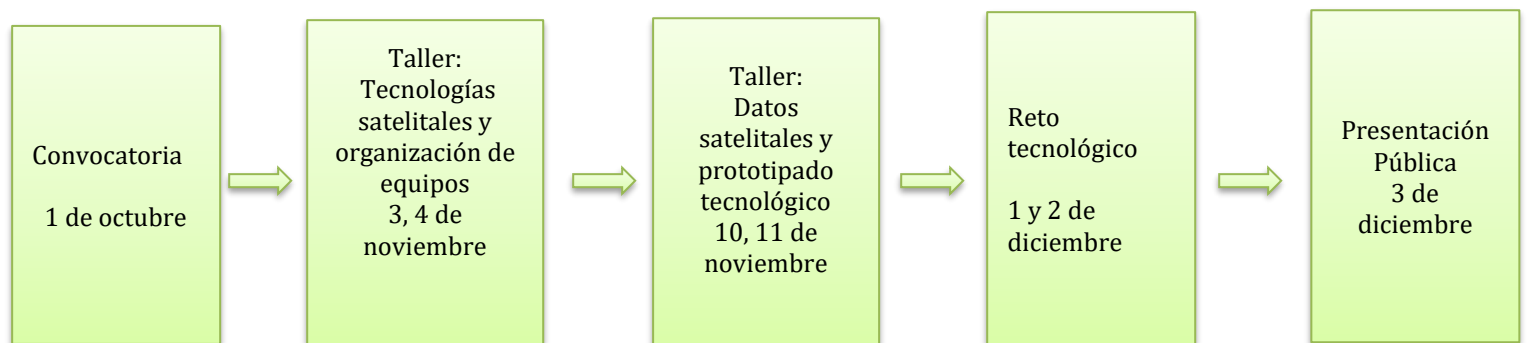 Convocatoria
1 de octubre
Taller:
Tecnologías
satelitales y
organización de
equipos
3, 4 de
noviembre
Taller:
Datos
satelitales y
prototipado
tecnológico
10, 11 de
noviembre
Reto
tecnológico
1 y 2 de
diciembre
Presentación
Pública
3 de
diciembre